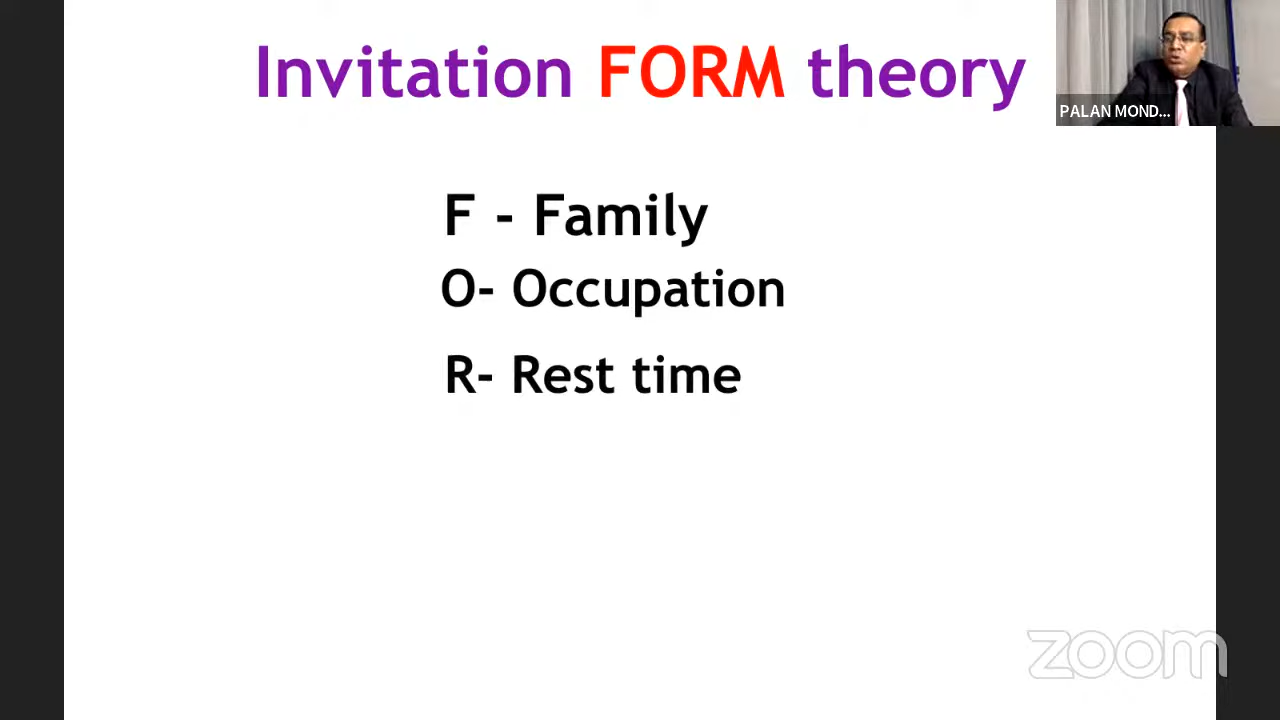 Invitation FORM theory
PALAN MOND...
F - Family
O- Occupation
R- Rest time
zoom